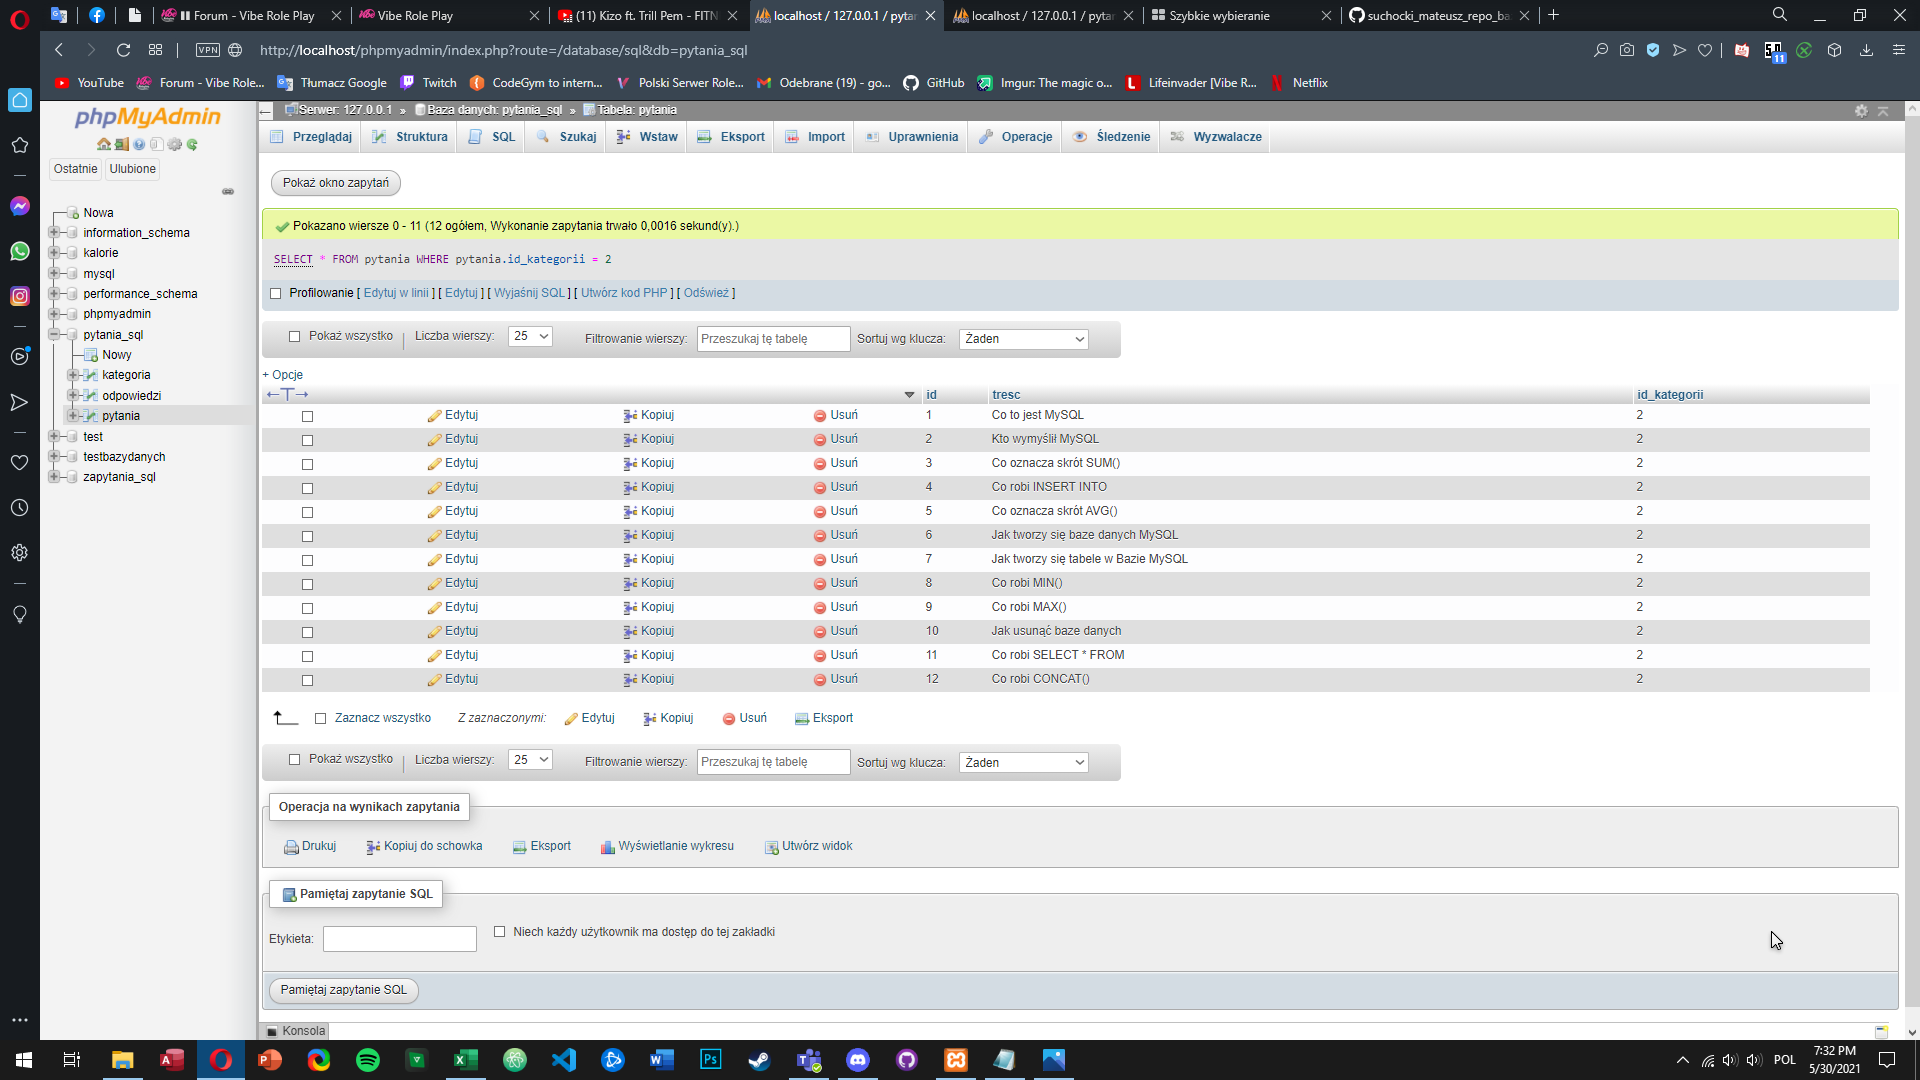 Forum - Vibe Role Play
Vibe Role Play
(11) Kizo ft. Trill Pem - FITN
localhost / 127.0.0.1 / pytan
localhost / 127.0.0.1 / pytan
Szybkie wybieranie
suchocki_mateusz_repo_ba
VPN
http://localhost/phpmyadmin/index.php?route=/database/sql&db=pytania_sql
11
YouTube
Forum - Vibe Role...
Tłumacz Google
Twitch
CodeGym to intern...
Polski Serwer Role...
Odebrane (19) - go...
GitHub
Imgur: The magic o...
Lifeinvader [Vibe R...
Netflix
phpMyAdmin
Ostatnie
Ulubione
Nowa
information_schema
kalorie
mysql
performance_schema
phpmyadmin
pytania_sql
Nowy
kategoria
odpowiedzi
pytania
test
testbazydanych
zapytania_sql
Serwer: 127.0.0.1 » Baza danych: pytania_sql » Tabela: pytania
Przeglądaj
Struktura
SQL
Szukaj
Wstaw
Eksport
Import
Uprawnienia
Operacje
Śledzenie
Wyzwalacze
Pokaż okno zapytań
Pokazano wiersze 0 - 11 (12 ogółem, Wykonanie zapytania trwało 0,0016 sekund(y).)
SELECT * FROM pytania WHERE pytania.id_kategorii = 2
Profilowanie [ Edytuj w linii ] [ Edytuj ] [ Wyjaśnij SQL ] [ Utwórz kod PHP ] [ Odśwież ]
Pokaż wszystko | Liczba wierszy: 25 Filtrowanie wierszy: Przeszukaj tę tabelę Sortuj wg klucza: Żaden
+ Opcje
←T→ id tresc id_kategorii
Edytuj Kopiuj Usuń 1 Co to jest MySQL 2
Edytuj Kopiuj Usuń 2 Kto wymyślił MySQL 2
Edytuj Kopiuj Usuń 3 Co oznacza skrót SUM() 2
Edytuj Kopiuj Usuń 4 Co robi INSERT INTO 2
Edytuj Kopiuj Usuń 5 Co oznacza skrót AVG() 2
Edytuj Kopiuj Usuń 6 Jak tworzy się baze danych MySQL 2
Edytuj Kopiuj Usuń 7 Jak tworzy się tabele w Bazie MySQL 2
Edytuj Kopiuj Usuń 8 Co robi MIN() 2
Edytuj Kopiuj Usuń 9 Co robi MAX() 2
Edytuj Kopiuj Usuń 10 Jak usunąć baze danych 2
Edytuj Kopiuj Usuń 11 Co robi SELECT * FROM 2
Edytuj Kopiuj Usuń 12 Co robi CONCAT() 2
Zaznacz wszystko Z zaznaczonymi: Edytuj Kopiuj Usuń Eksport
Pokaż wszystko | Liczba wierszy: 25 Filtrowanie wierszy: Przeszukaj tę tabelę Sortuj wg klucza: Żaden
Operacja na wynikach zapytania
Drukuj Kopiuj do schowka Eksport Wyświetlanie wykresu Utwórz widok
Pamiętaj zapytanie SQL
Etykieta:
Niech każdy użytkownik ma dostęp do tej zakładki
Pamiętaj zapytanie SQL
Konsola
POL
7:32 PM
5/30/2021